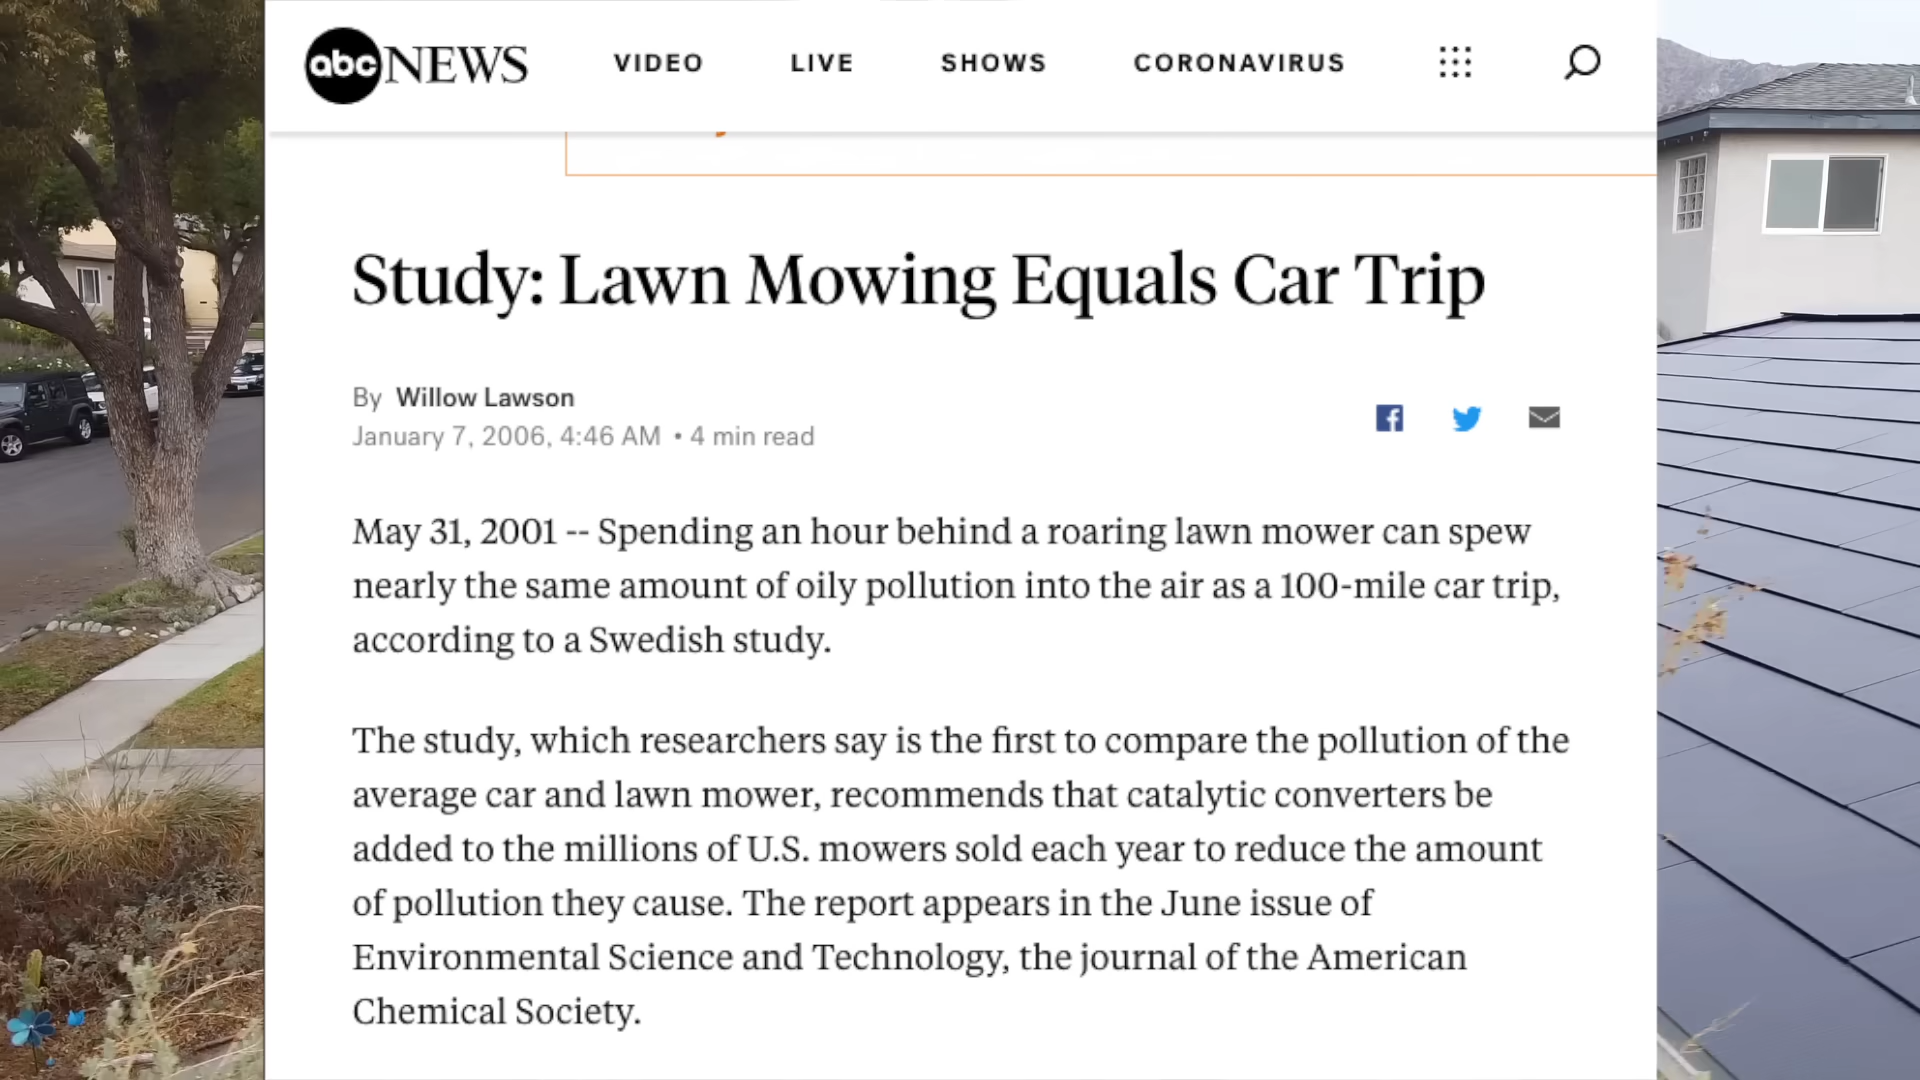 abc NEWS VIDEO LIVE SHOWS CORONAVIRUS
Study: Lawn Mowing Equals Car Trip
By Willow Lawson
January 7, 2006, 4:46 AM • 4 min read
May 31, 2001 -- Spending an hour behind a roaring lawn mower can spew
nearly the same amount of oily pollution into the air as a 100-mile car trip,
according to a Swedish study.
The study, which researchers say is the first to compare the pollution of the
average car and lawn mower, recommends that catalytic converters be
added to the millions of U.S. mowers sold each year to reduce the amount
of pollution they cause. The report appears in the June issue of
Environmental Science and Technology, the journal of the American
Chemical Society.